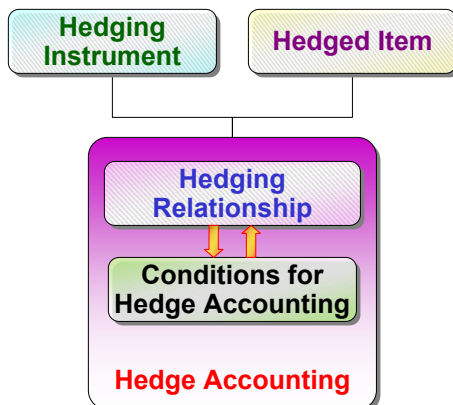 Hedging
Instrument
Hedged Item
Hedging
Relationship
Conditions for
Hedge Accounting
Hedge Accounting